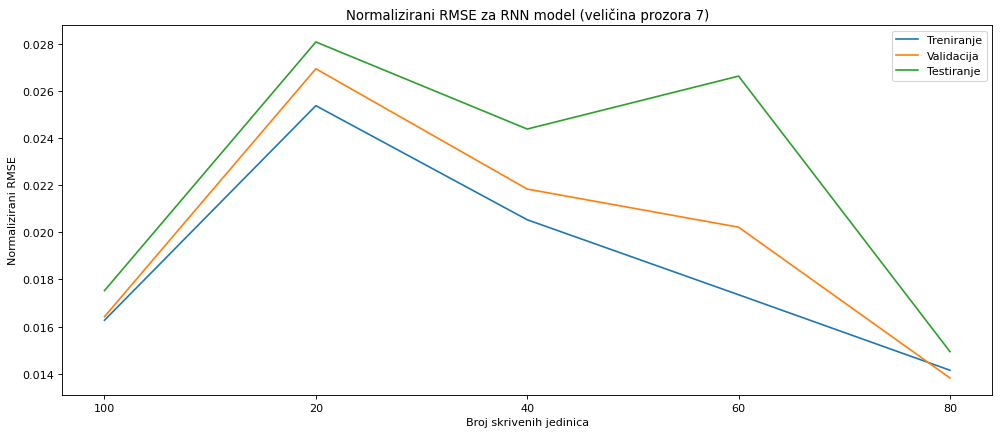 Normalizirani RMSE za RNN model (veličina prozora 7)
Treniranje
Validacija
Testiranje
Normalizirani RMSE
0.028
0.026
0.024
0.022
0.020
0.018
0.016
0.014
100
20
40
60
80
Broj skrivenih jedinica